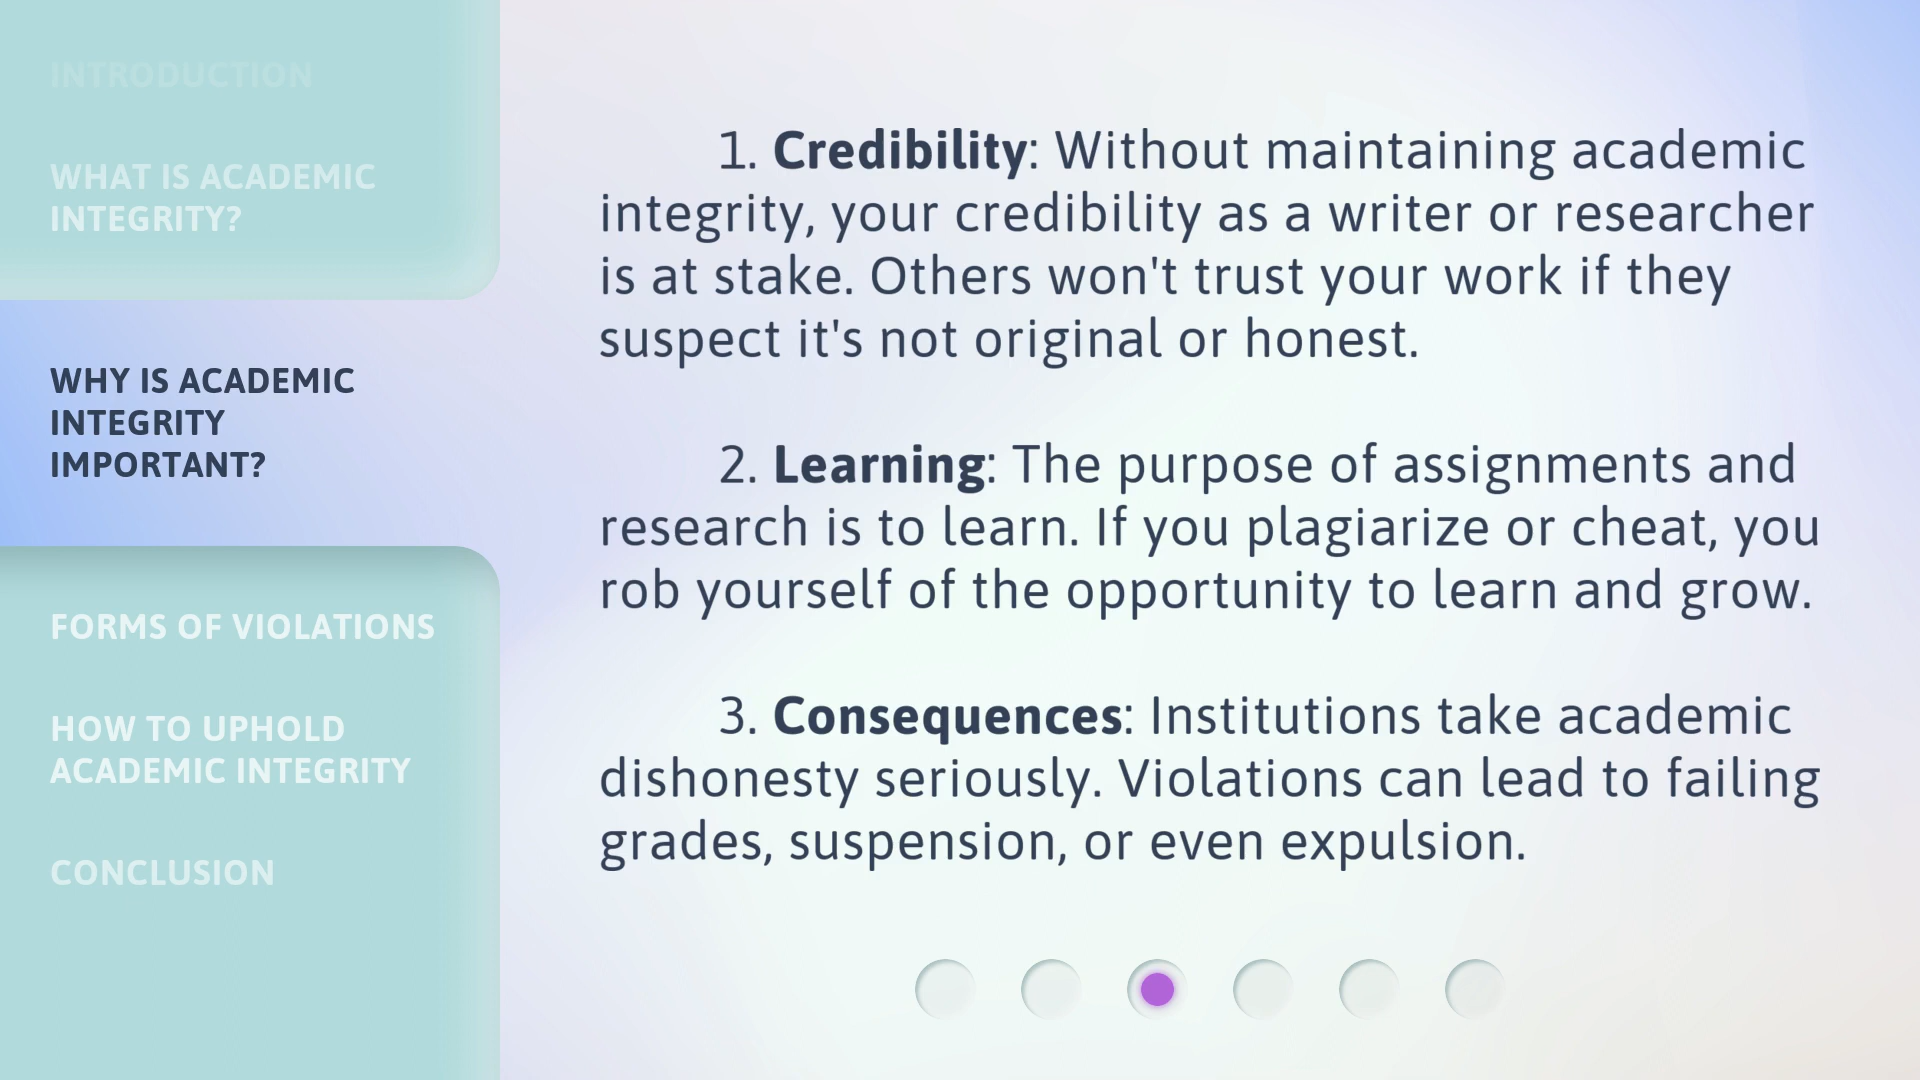 INTRODUCTION
WHAT IS ACADEMIC
INTEGRITY?
WHY IS ACADEMIC
INTEGRITY
IMPORTANT?
FORMS OF VIOLATIONS
HOW TO UPHOLD
ACADEMIC INTEGRITY
CONCLUSION
1. Credibility: Without maintaining academic
integrity, your credibility as a writer or researcher
is at stake. Others won't trust your work if they
suspect it's not original or honest.
2. Learning: The purpose of assignments and
research is to learn. If you plagiarize or cheat, you
rob yourself of the opportunity to learn and grow.
3. Consequences: Institutions take academic
dishonesty seriously. Violations can lead to failing
grades, suspension, or even expulsion.